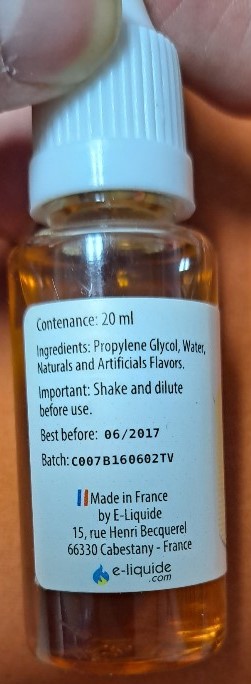 Contenance: 20 ml
Ingredients: Propylene Glycol, Water,
Naturals and Artificials Flavors.
Important: Shake and dilute
before use.
Best before: 06/2017
Batch: C007B160602TV
Made in France
by E-Liquide
15, rue Henri Becquerel
66330 Cabestany - France
e-liquide
.com